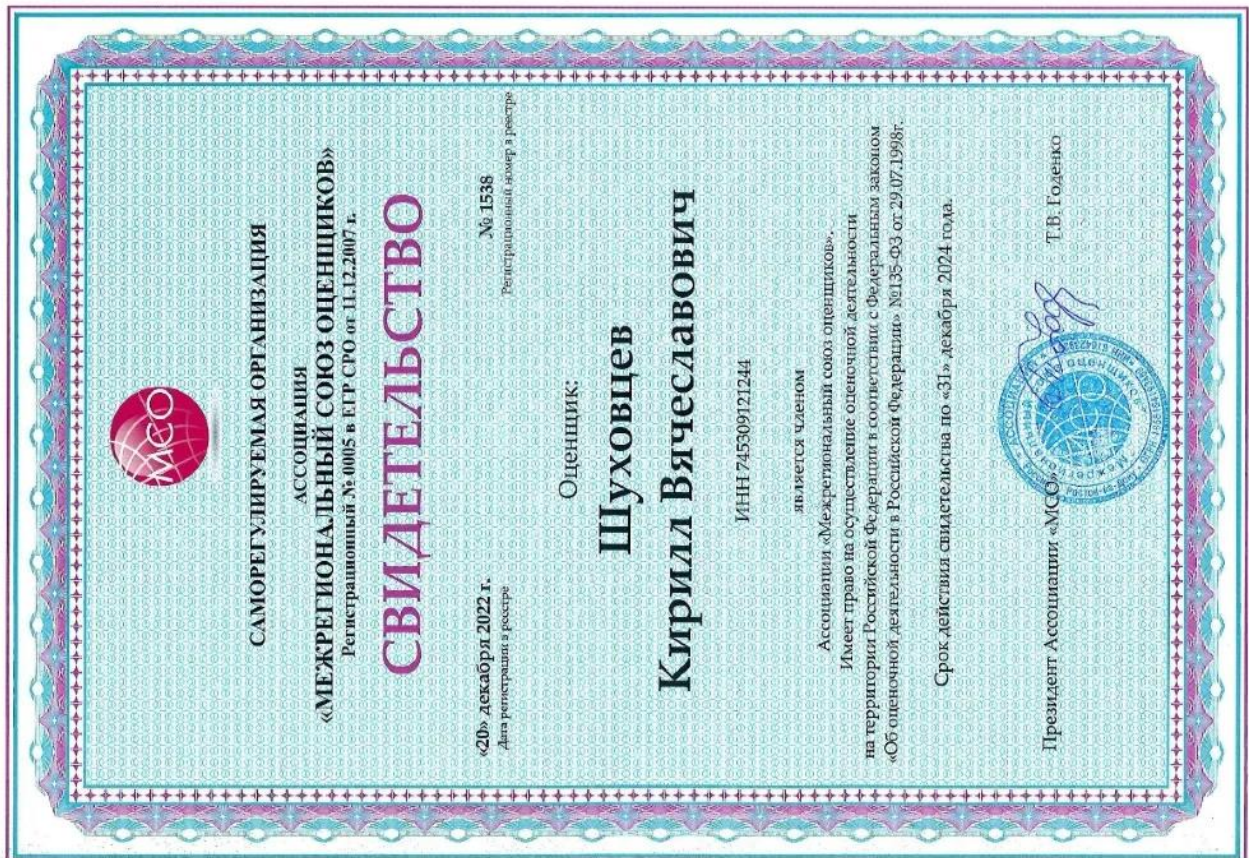 МСО
САМОРЕГУЛИРУЕМАЯ ОРГАНИЗАЦИЯ
АССОЦИАЦИЯ
«МЕЖРЕГИОНАЛЬНЫЙ СОЮЗ ОЦЕНЩИКОВ»
Регистрационный № 0005 в ЕГР СРО от 11.12.2007 г.
СВИДЕТЕЛЬСТВО
«20» декабря 2022 г. № 1538
Дата регистрации в реестре Регистрационный номер в реестре
Оценщик:
Шуховцев
Кирилл Вячеславович
ИНН 745309121244
является членом
Ассоциации «Межрегиональный союз оценщиков».
Имеет право на осуществление оценочной деятельности
на территории Российской Федерации в соответствии с Федеральным законом
«Об оценочной деятельности в Российской Федерации» №135-ФЗ от 29.07.1998г.
Срок действия свидетельства по «31» декабря 2024 года.
Президент Ассоциации «МСО» Т.В. Годенко